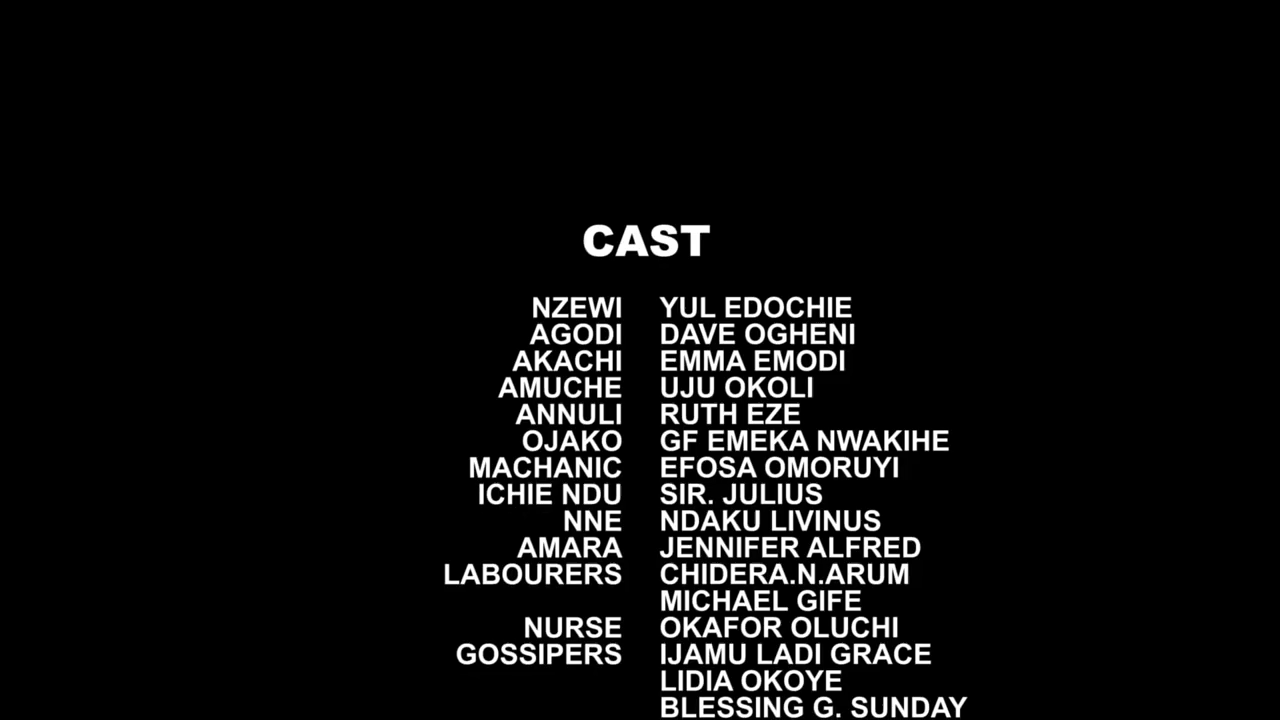 CAST
NZEWI YUL EDOCHIE
AGODI DAVE OGHENI
AKACHI EMMA EMODI
AMUCHE UJU OKOLI
ANNULI RUTH EZE
OJAKO GF EMEKA NWAKIHE
MACHANIC EFOSA OMORUYI
ICHIE NDU SIR. JULIUS
NNE NDAKU LIVINUS
AMARA JENNIFER ALFRED
LABOURERS CHIDERA.N.ARUM
MICHAEL GIFE
NURSE OKAFOR OLUCHI
GOSSIPERS IJAMU LADI GRACE
LIDIA OKOYE
BLESSING G. SUNDAY